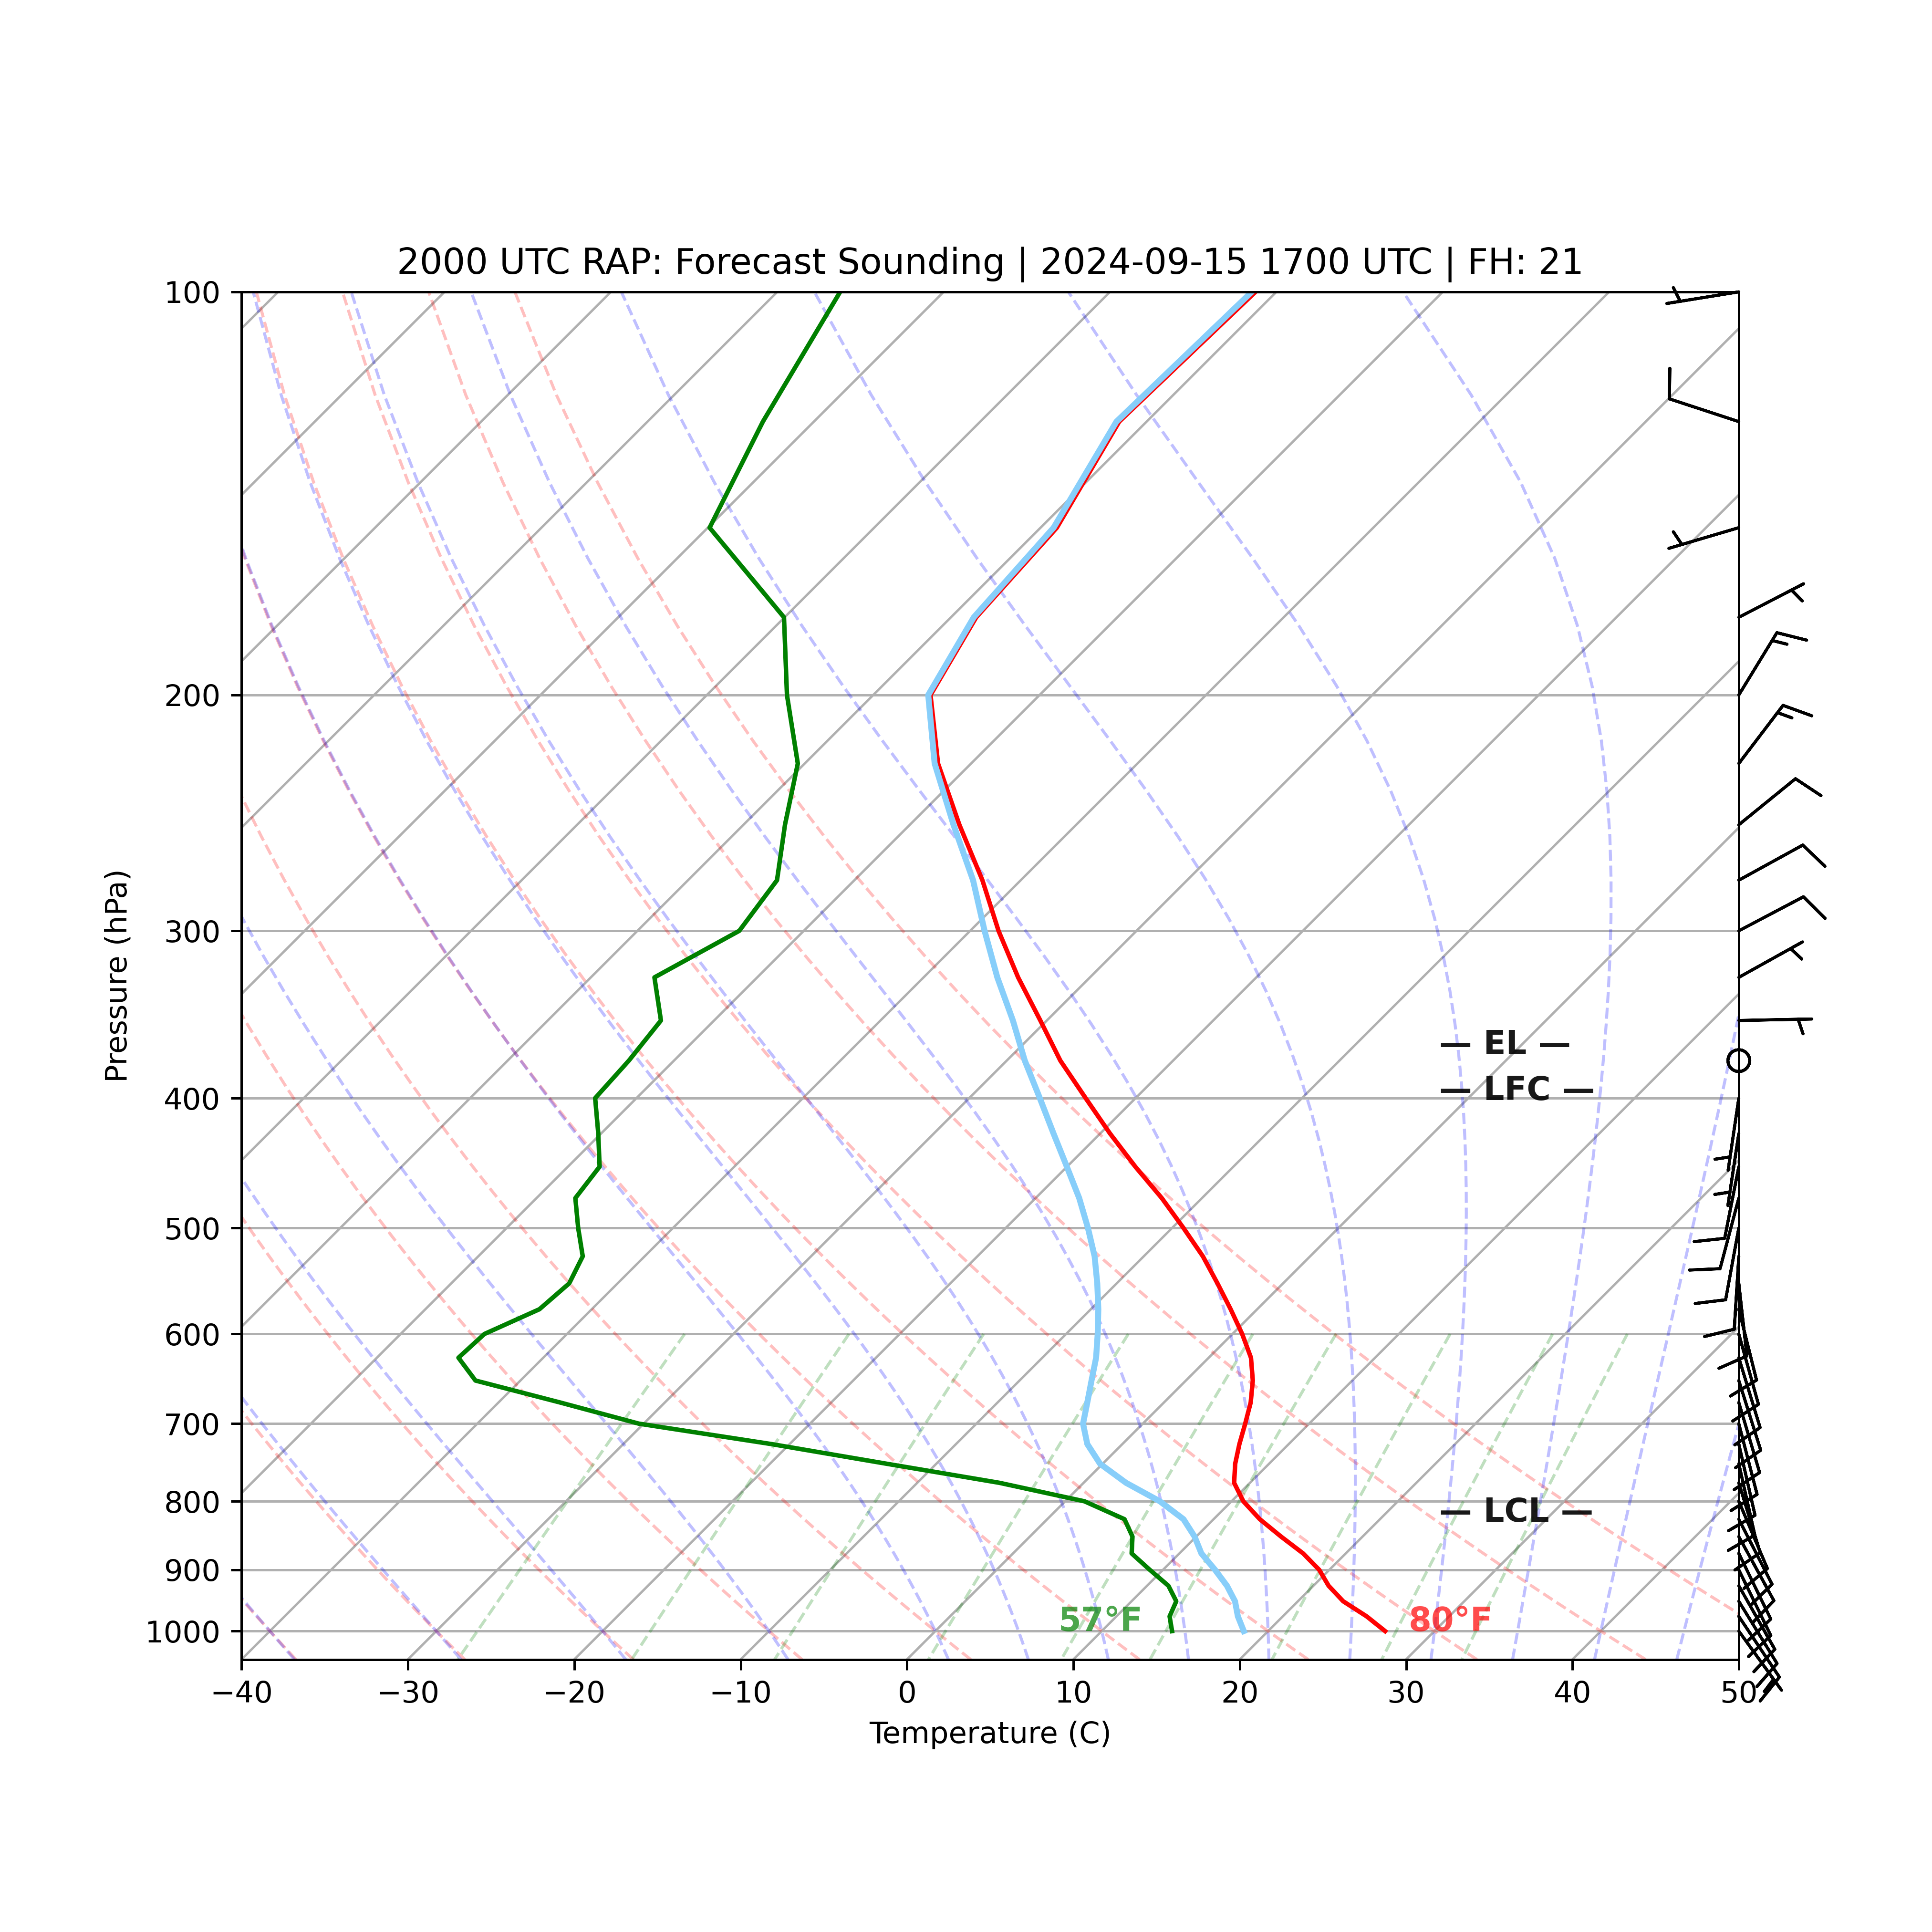 2000 UTC RAP: Forecast Sounding | 2024-09-15 1700 UTC | FH: 21
100
200
300
— EL —
— LFC —
400
500
600
700
800
— LCL —
900
57°F 80°F
1000
−40 −30 −20 −10 0 10 20 30 40 50
Temperature (C)
Pressure (hPa)